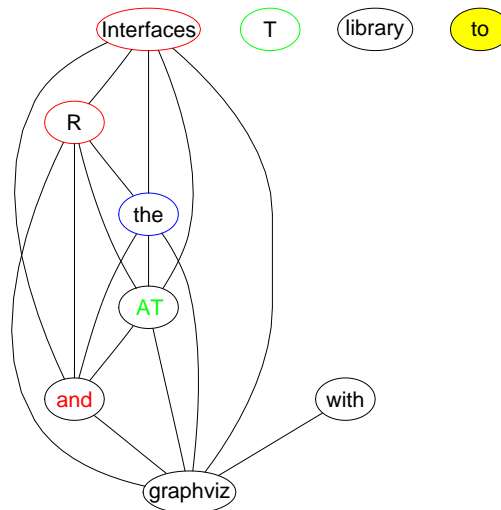 Interfaces T library to
R
the
AT
and with
graphviz